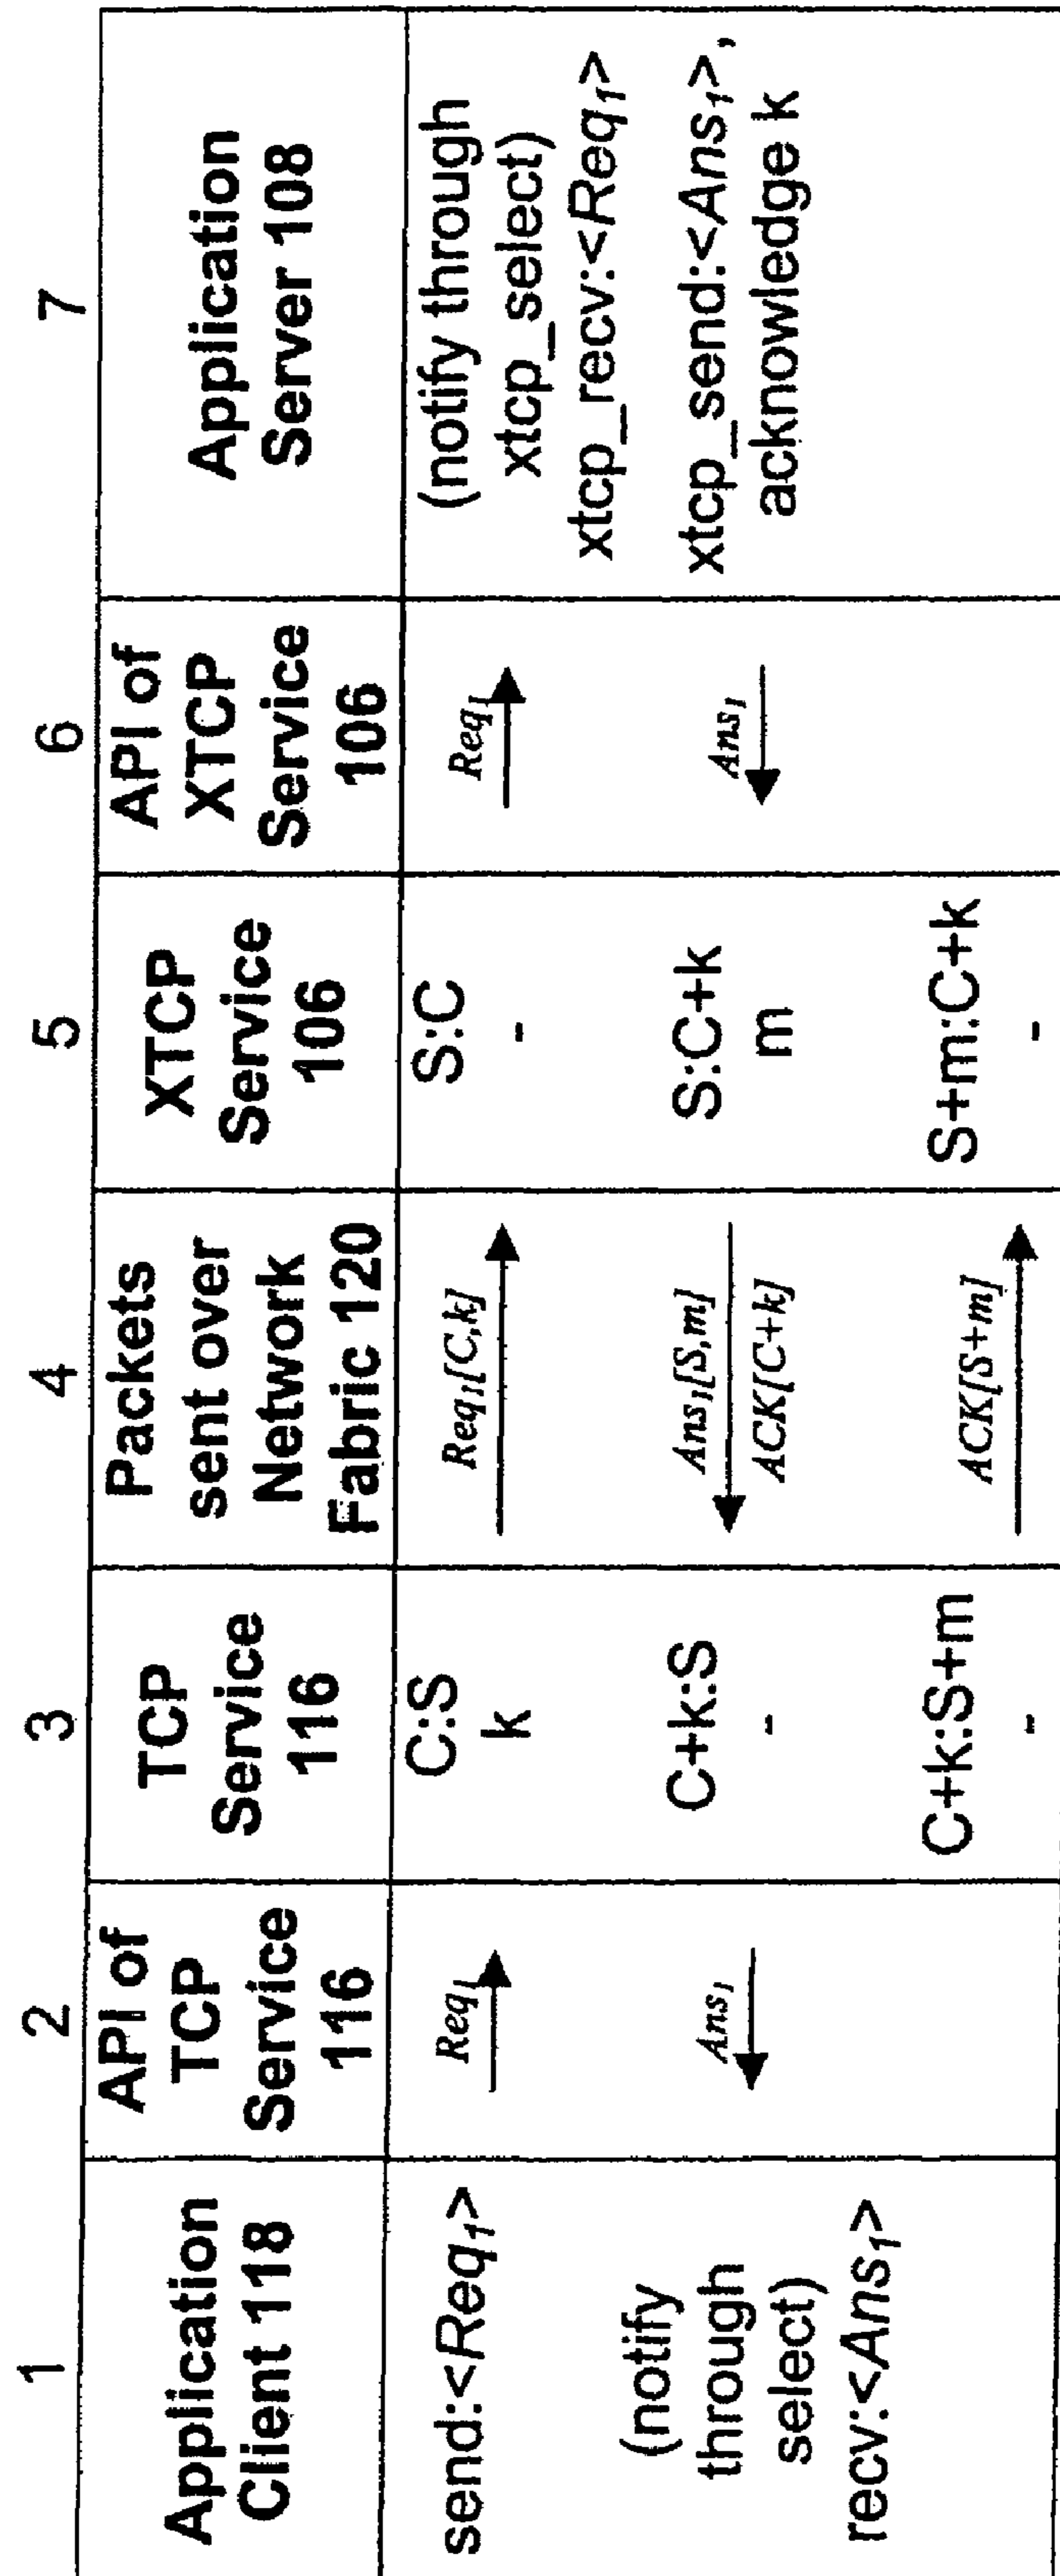 1
2
3
4
5
6
7
Application
Client 118
API of
TCP
Service
116
TCP
Service
116
Packets
sent over
Network
Fabric 120
XTCP
Service
106
API of
XTCP
Service
106
Application
Server 108
send:<Req1>
Req1
C:S
k
Req1[C,k]
S:C
-
Req1
(notify through
xtcp_select)
xtcp_recv:<Req1>
(notify
through
select)
recv:<Ans1>
Ans1
C+k:S
-
Ans1[S,m]
ACK[C+k]
S:C+k
m
Ans1
xtcp_send:<Ans1>,
acknowledge k
C+k:S+m
-
ACK[S+m]
S+m:C+k
-